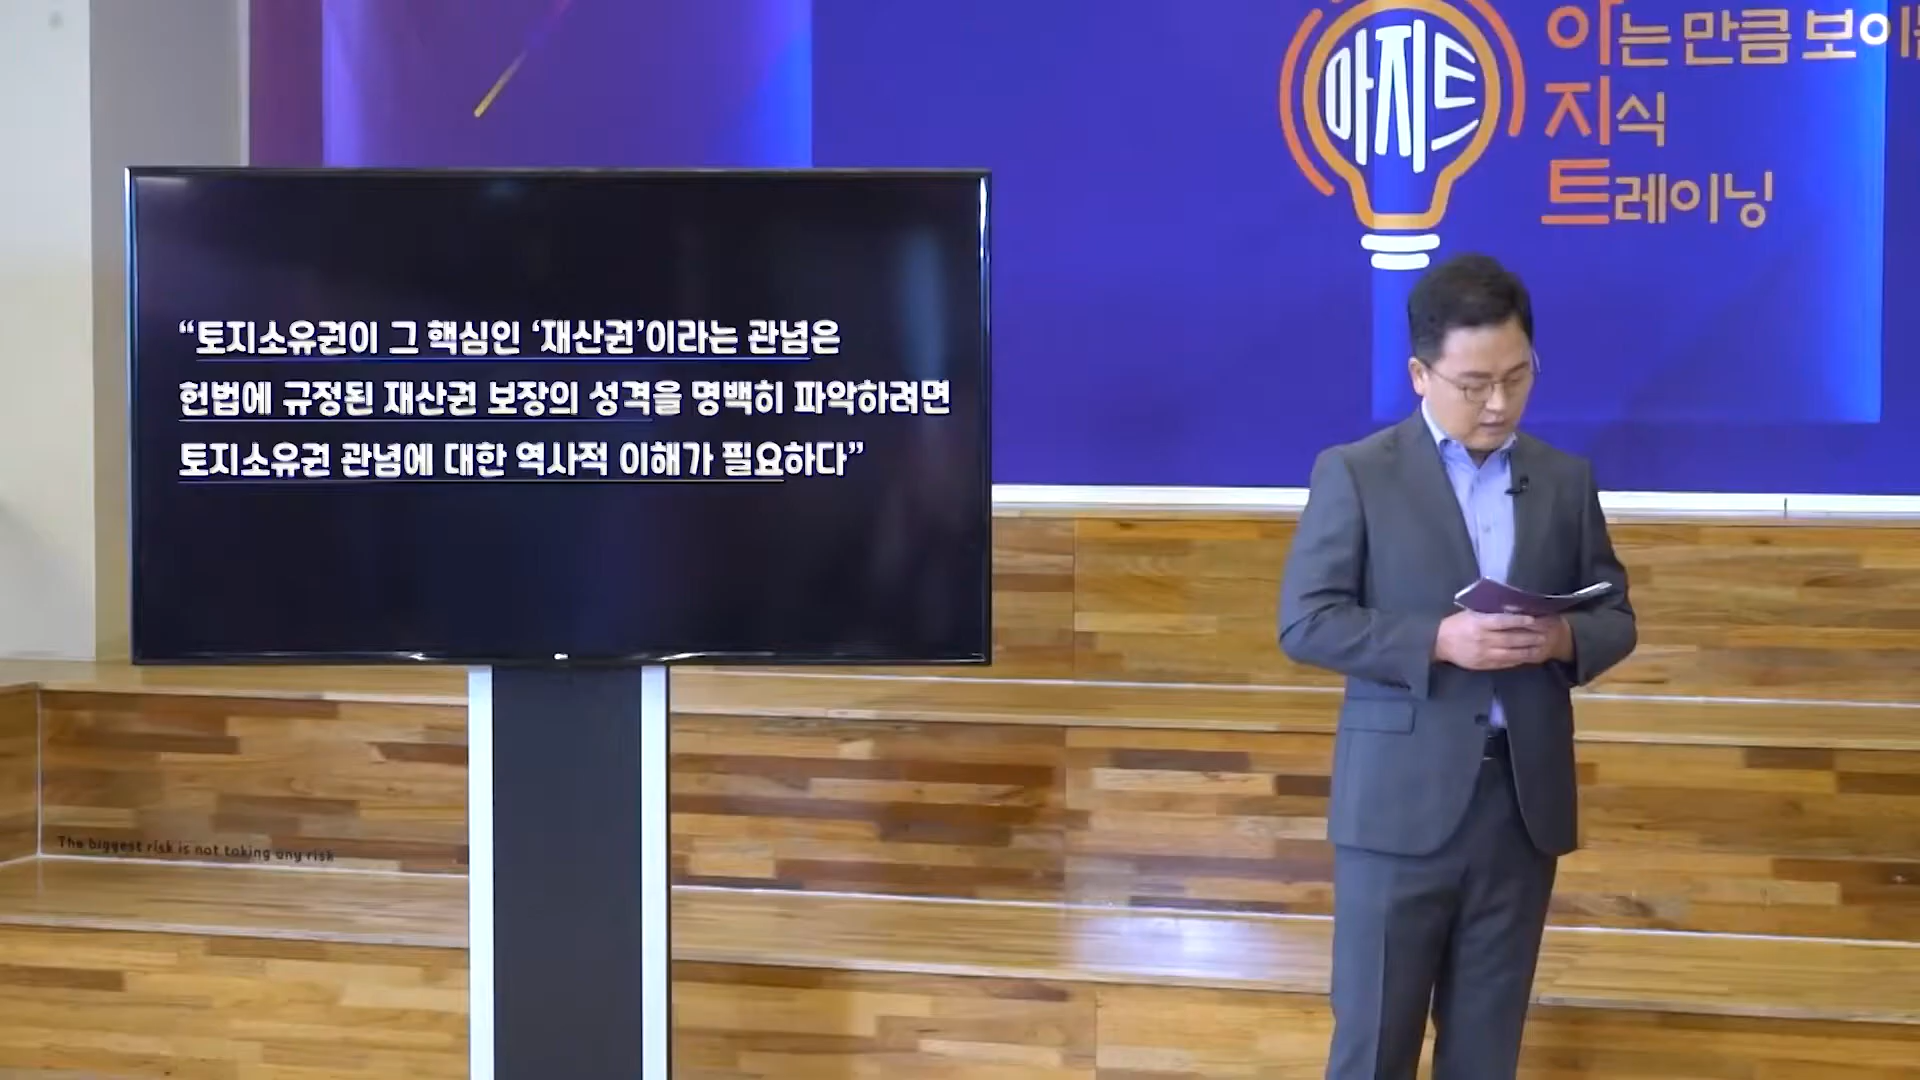 아는 만큼 보이
지식
트레이닝
아지트
“토지소유권이 그 핵심인 ‘재산권’이라는 관념은
헌법에 규정된 재산권 보장의 성격을 명백히 파악하려면
토지소유권 관념에 대한 역사적 이해가 필요하다”
The biggest risk is not taking any risk